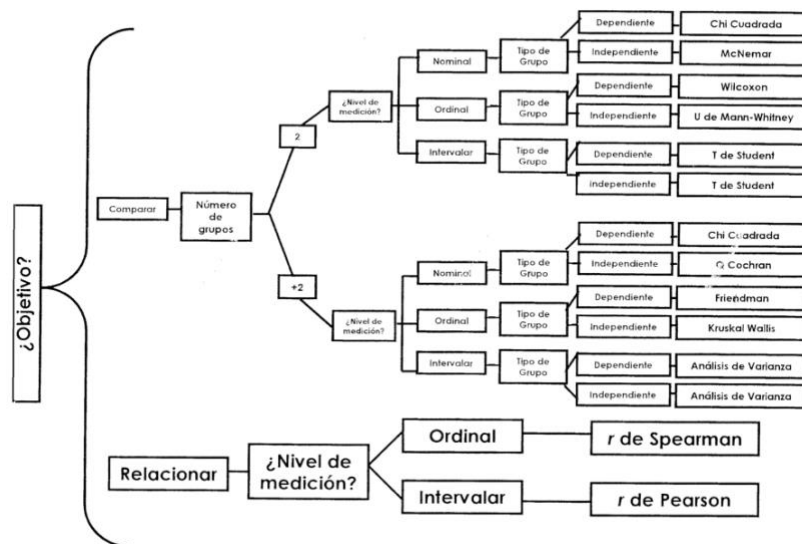 ¿Objetivo?
Comparar
Número
de
grupos
2
¿Nivel de
medición?
Nominal
Tipo de
Grupo
Dependiente
Chi Cuadrada
Independiente
McNemar
Ordinal
Tipo de
Grupo
Dependiente
Wilcoxon
Independiente
U de Mann-Whitney
Intervalar
Tipo de
Grupo
Dependiente
T de Student
independiente
T de Student
+2
¿Nivel de
medición?
Nominal
Tipo de
Grupo
Dependiente
Chi Cuadrada
Independiente
Q Cochran
Ordinal
Tipo de
Grupo
Dependiente
Friendman
Independiente
Kruskal Wallis
Intervalar
Tipo de
Grupo
Dependiente
Análisis de Varianza
Independiente
Análisis de Varianza
Relacionar
¿Nivel de
medición?
Ordinal
r de Spearman
Intervalar
r de Pearson